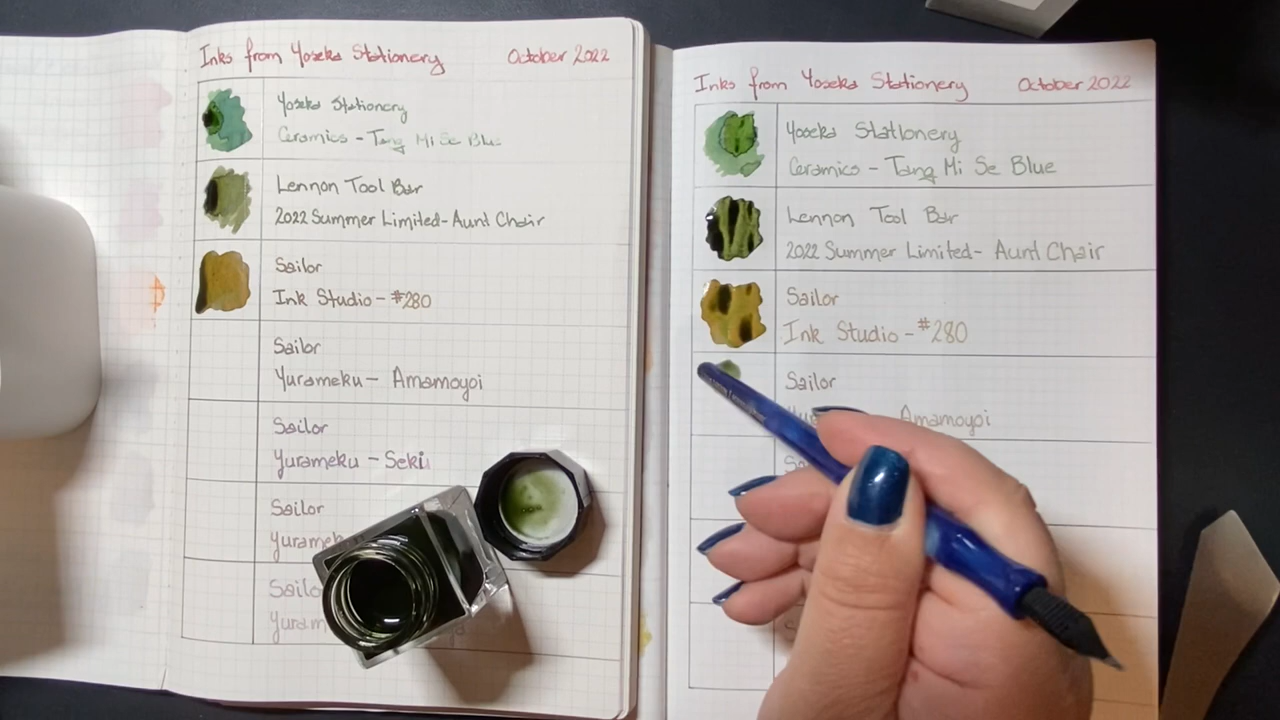 Inks from Yoseka Stationery October 2022
Yoseka Stationery
Ceramics - Tang Mi Se Blue
Lennon Tool Bar
2022 Summer Limited - Aunt Chair
Sailor
Ink Studio - #280
Sailor
Yurameku - Amamoyoi
Sailor
Yurameku - Seki
Sailor
Sailor
Inks from Yoseka Stationery October 2022
Yoseka Stationery
Ceramics - Tang Mi Se Blue
Lennon Tool Bar
2022 Summer Limited - Aunt Chair
Sailor
Ink Studio - #280
Sailor
Amamoyoi